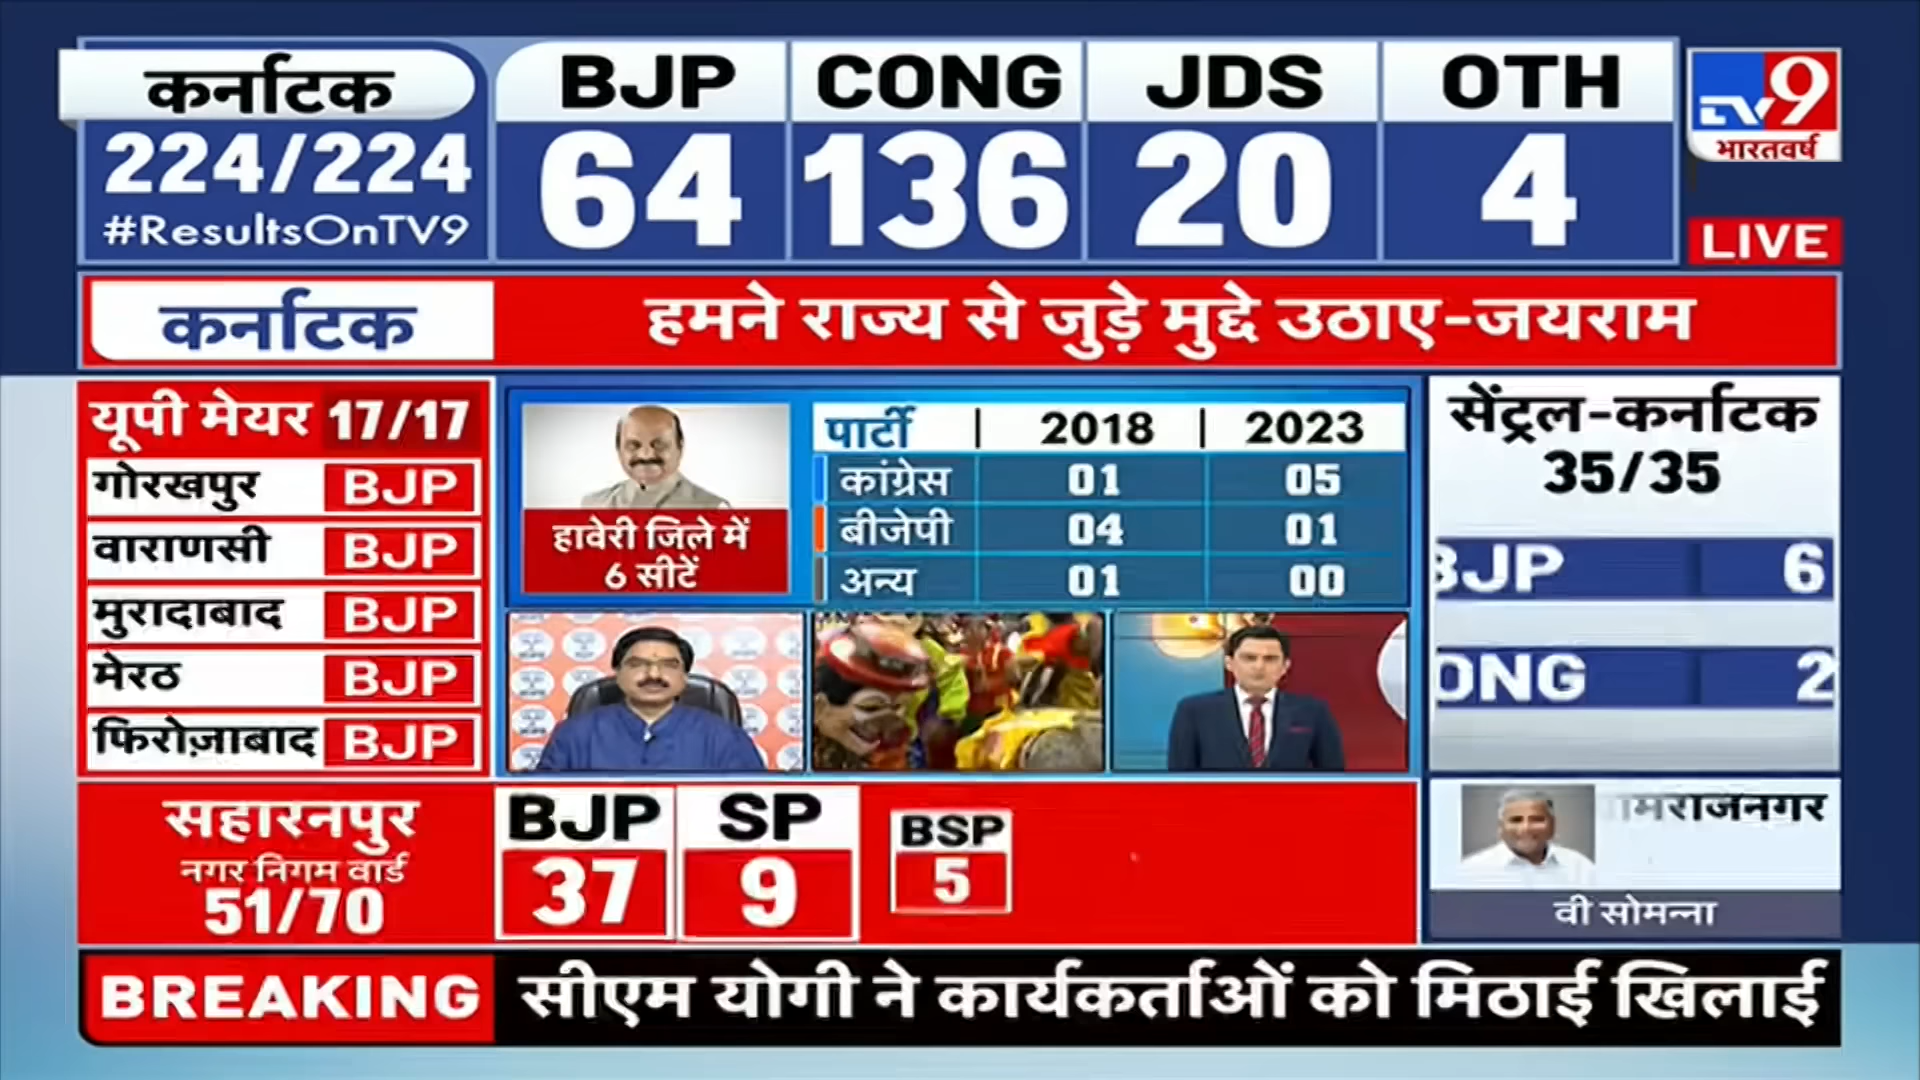 कर्नाटक
224/224
#ResultsOnTV9
BJP CONG JDS OTH
64 136 20 4
TV9
भारतवर्ष
LIVE
कर्नाटक
हमने राज्य से जुड़े मुद्दे उठाए-जयराम
यूपी मेयर 17/17
गोरखपुर BJP
वाराणसी BJP
मुरादाबाद BJP
मेरठ BJP
फिरोज़ाबाद BJP
हावेरी जिले में
6 सीटें
पार्टी | 2018 | 2023
कांग्रेस 01 05
बीजेपी 04 01
अन्य 01 00
सेंट्रल-कर्नाटक
35/35
BJP 6
ONG 2
सहारनपुर
नगर निगम वार्ड
51/70
BJP SP BSP
37 9 5
ामराजनगर
वी सोमन्ना
BREAKING
सीएम योगी ने कार्यकर्ताओं को मिठाई खिलाई